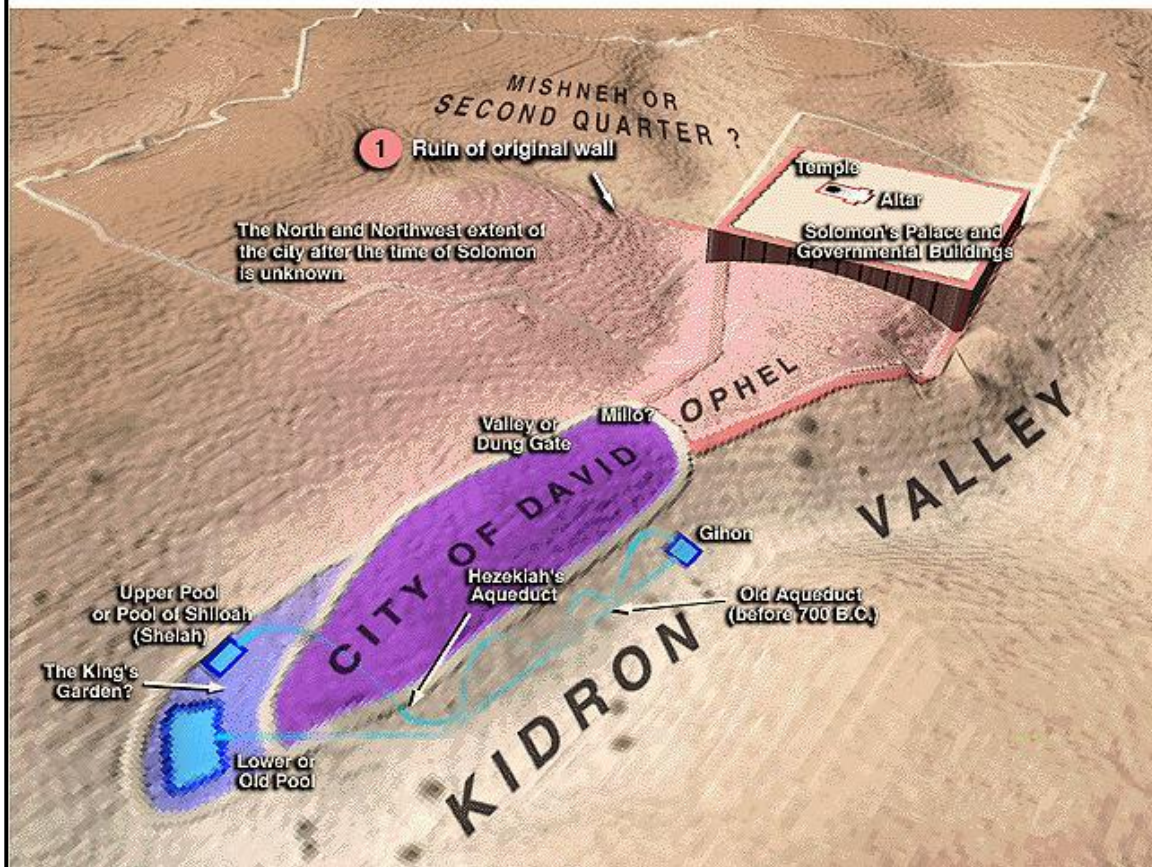 MISHNEH OR
SECOND QUARTER ?
1 Ruin of original wall
Temple
Altar
The North and Northwest extent of
the city after the time of Solomon
is unknown.
Solomon's Palace and
Governmental Buildings
OPHEL
Millo?
Valley or
Dung Gate
CITY OF DAVID
VALLEY
Gihon
Hezekiah's
Aqueduct
Old Aqueduct
(before 700 B.C.)
Upper Pool
or Pool of Shiloah
(Shelah)
The King's
Garden?
KIDRON
Lower or
Old Pool